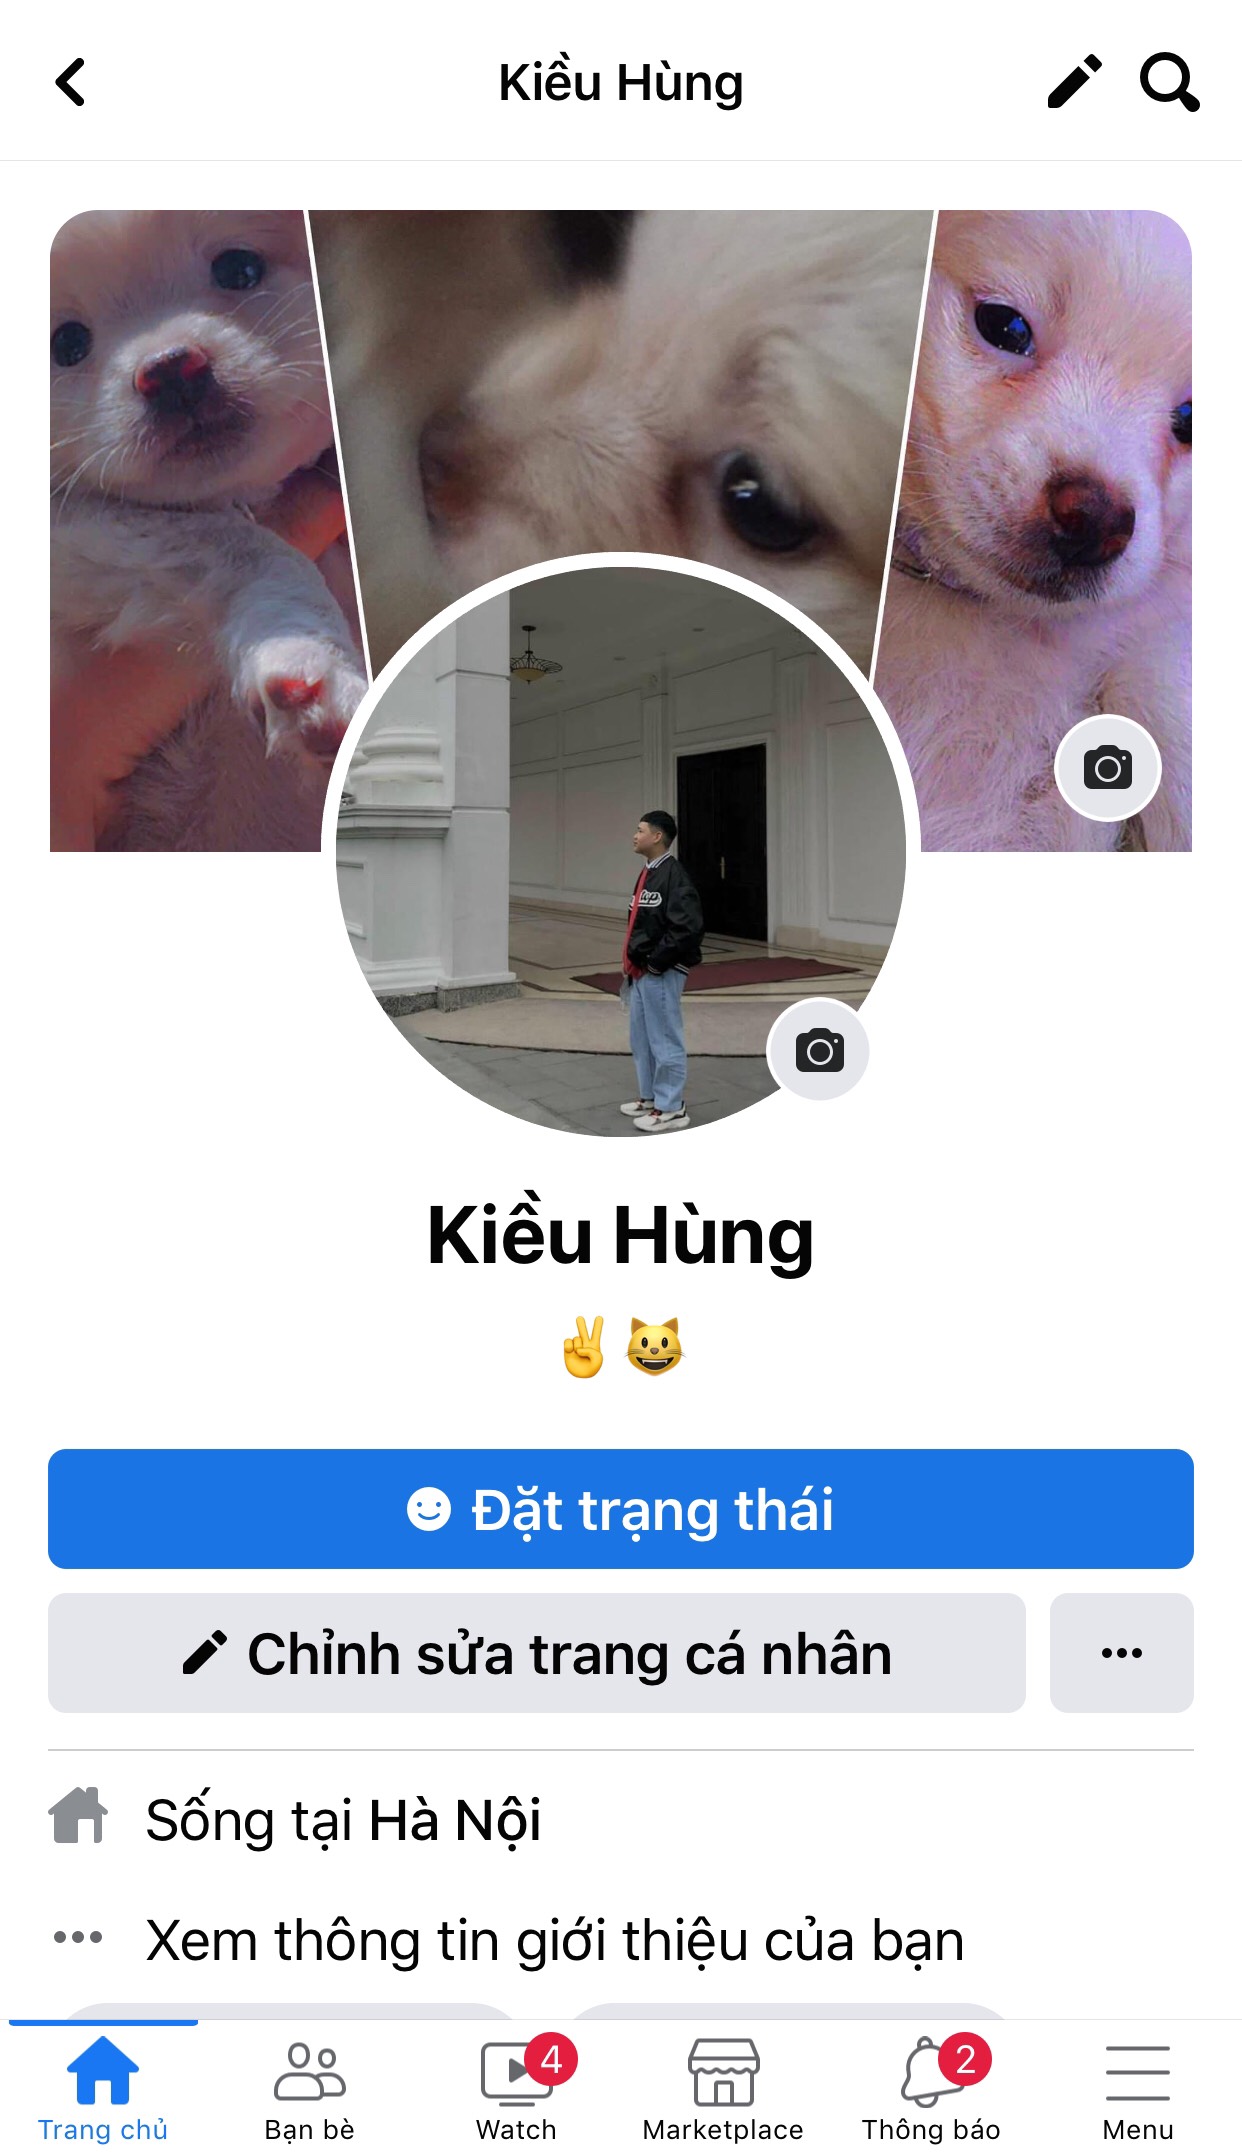 Kiều Hùng
Kiều Hùng
✌️😺
Đặt trạng thái
Chỉnh sửa trang cá nhân
Sống tại Hà Nội
Xem thông tin giới thiệu của bạn
4
2
Trang chủ Bạn bè Watch Marketplace Thông báo Menu